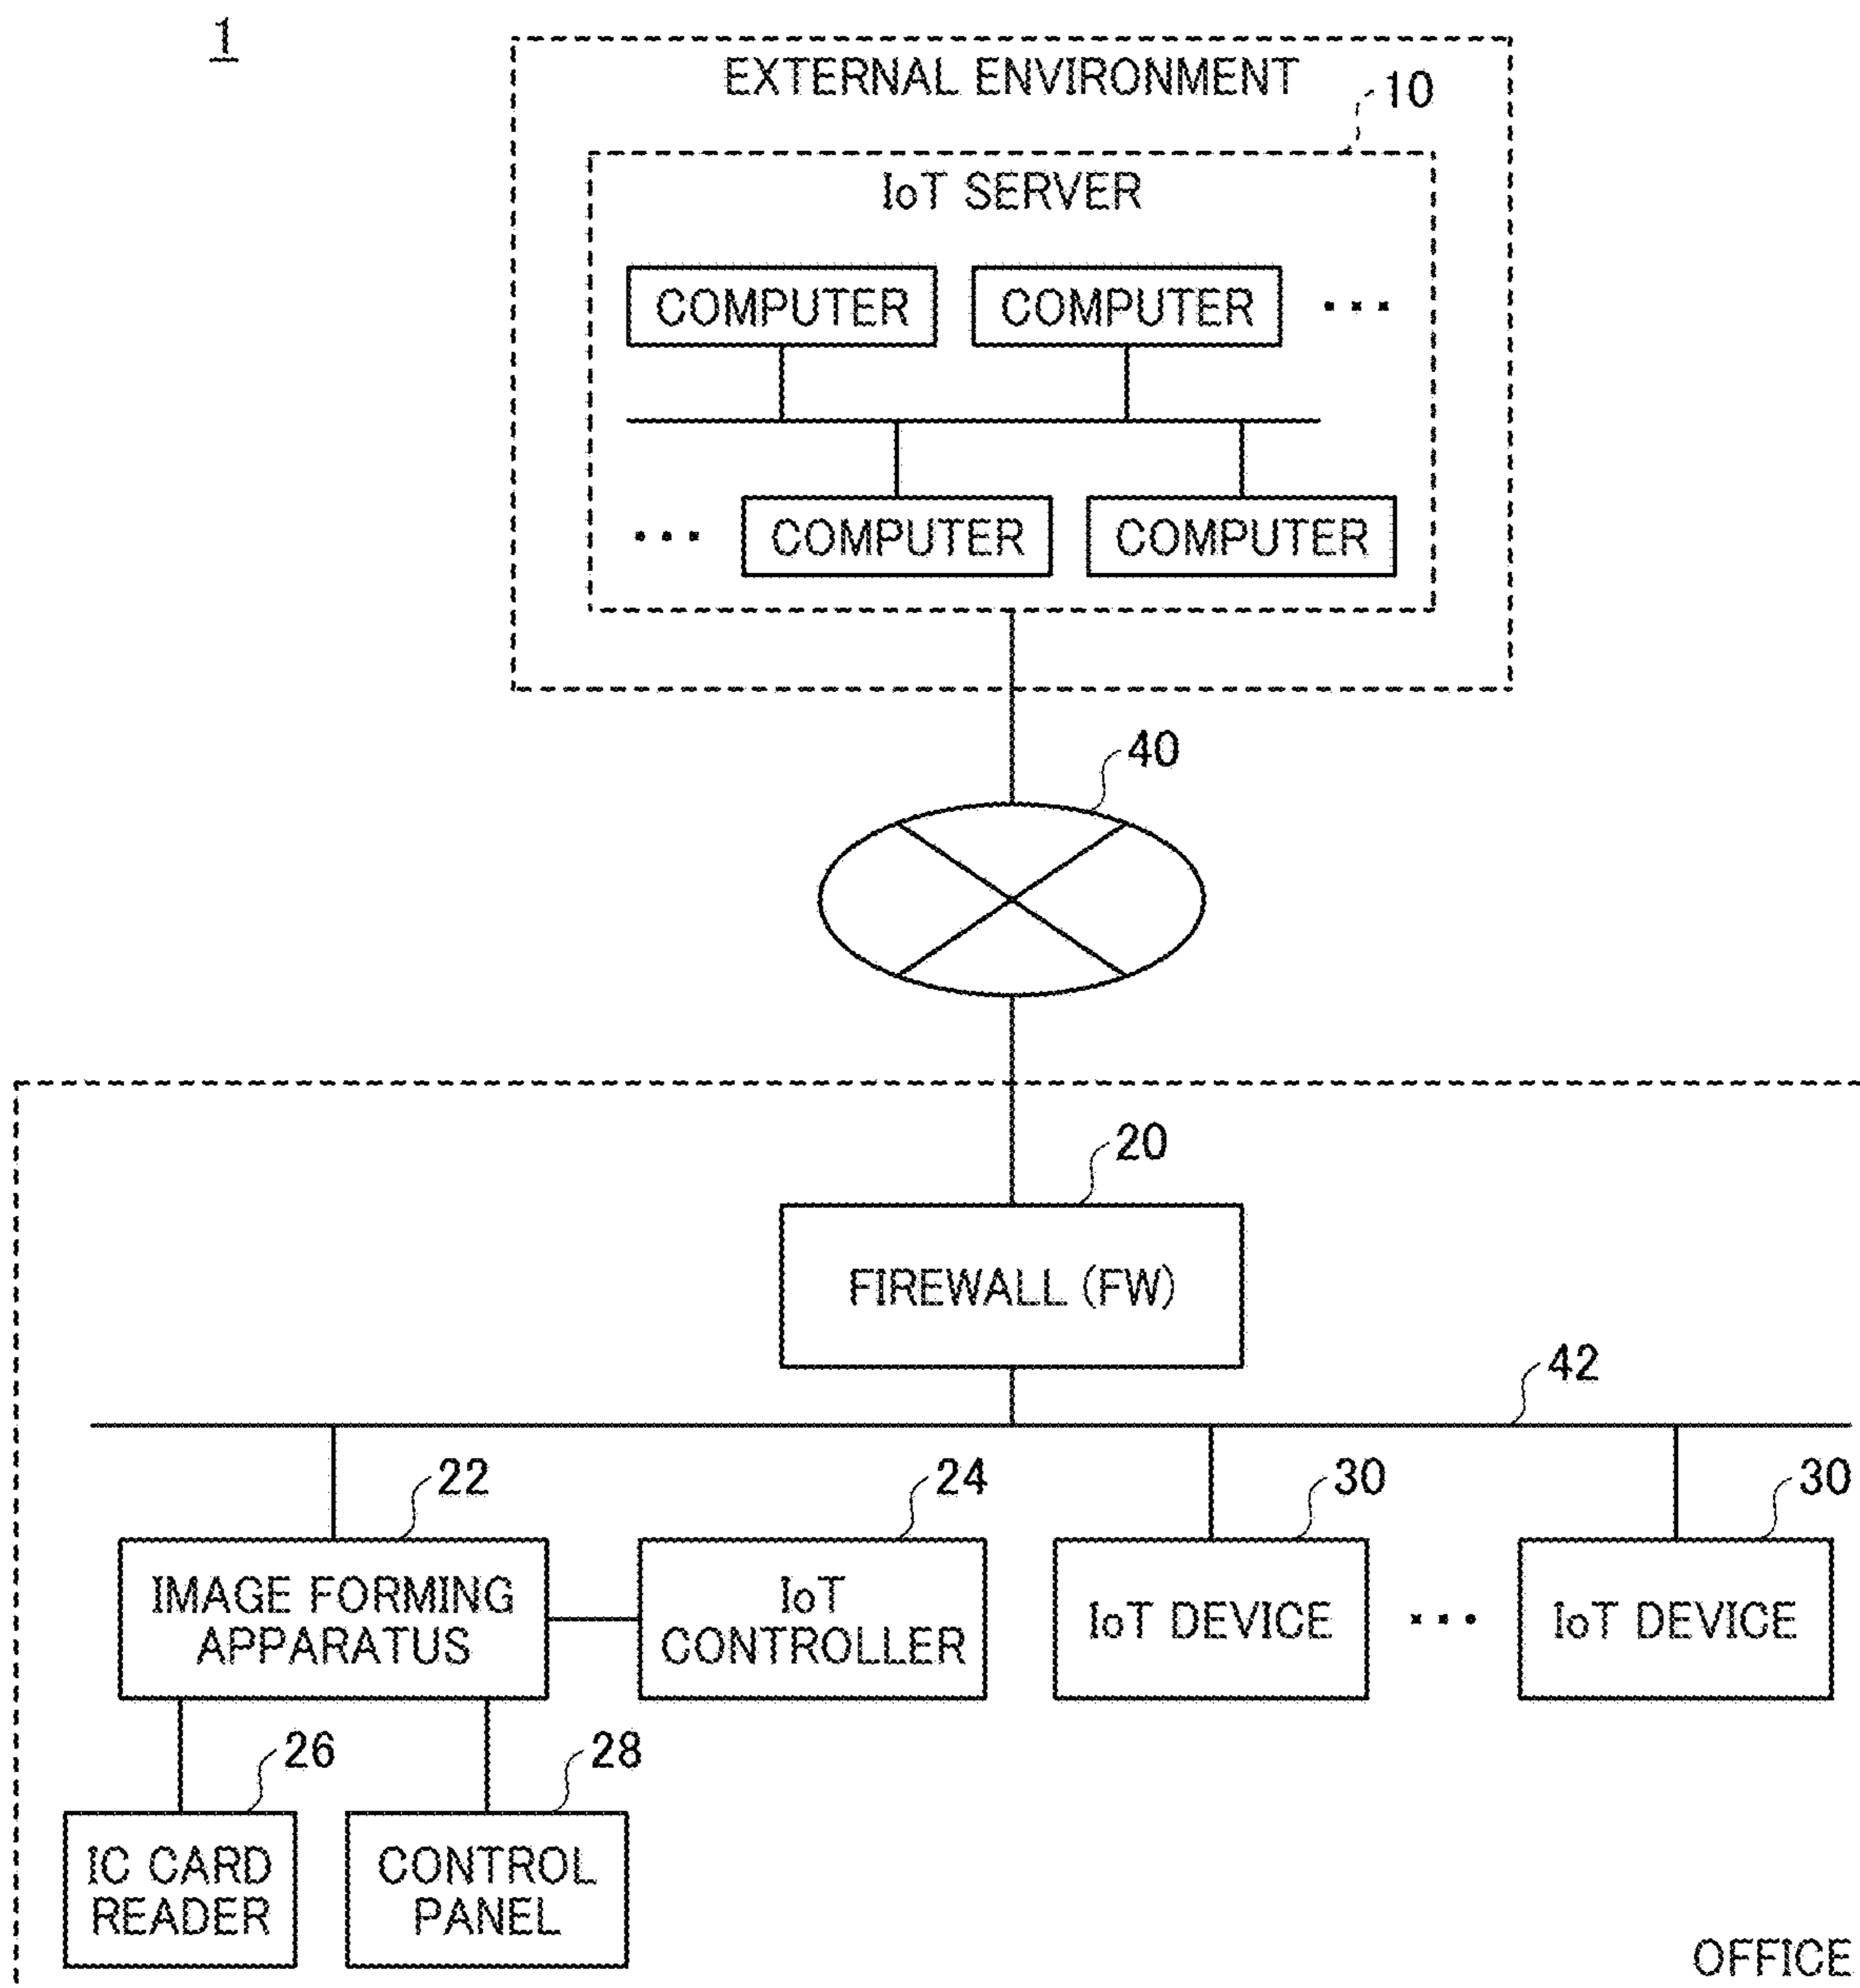 1
EXTERNAL ENVIRONMENT
10
IoT SERVER
COMPUTER
COMPUTER
...
...
COMPUTER
COMPUTER
40
20
FIREWALL (FW)
42
22
24
30
30
IMAGE FORMING
APPARATUS
IoT
CONTROLLER
IoT DEVICE
...
IoT DEVICE
26
28
IC CARD
READER
CONTROL
PANEL
OFFICE